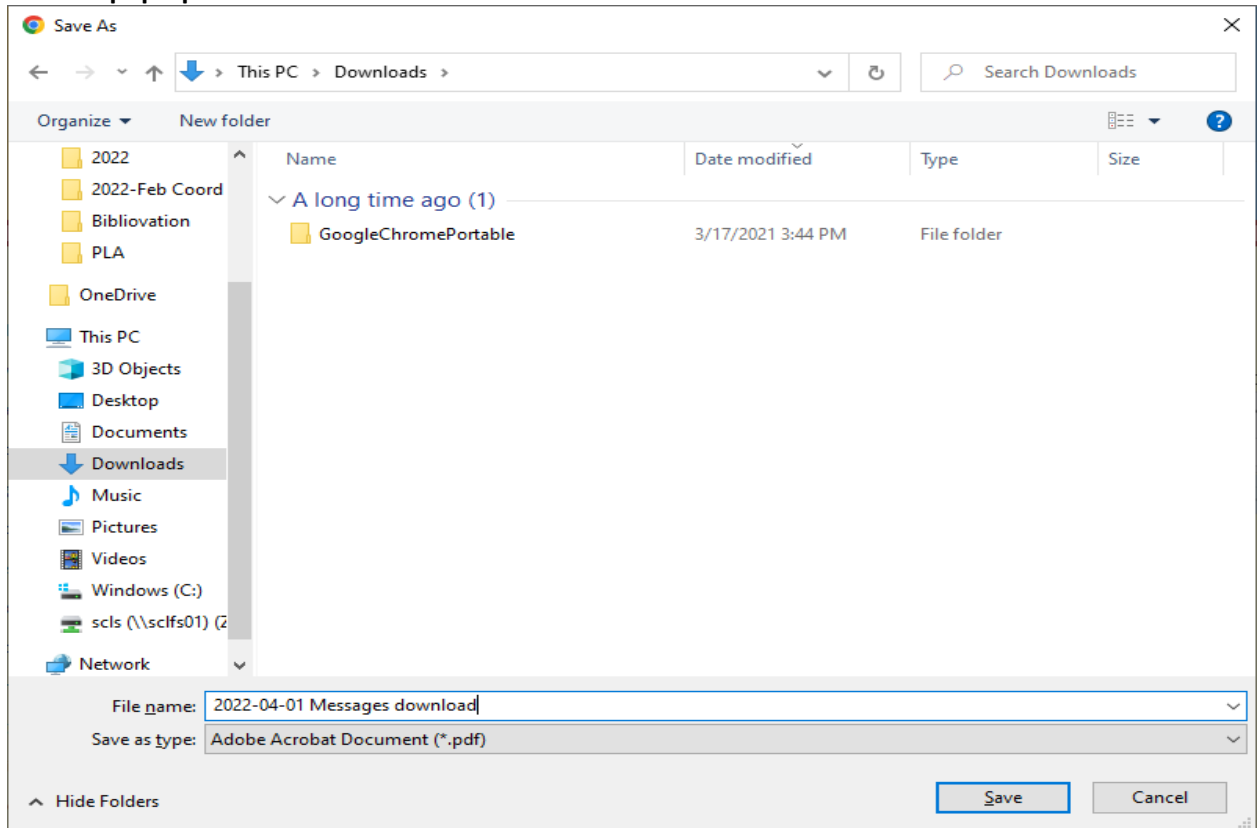 Save As
This PC > Downloads >
Search Downloads
Organize
New folder
Name
Date modified
Type
Size
2022
2022-Feb Coord
Bibliovation
PLA
OneDrive
This PC
3D Objects
Desktop
Documents
Downloads
Music
Pictures
Videos
Windows (C:)
scls (\\sclfs01) (Z
Network
A long time ago (1)
GoogleChromePortable
3/17/2021 3:44 PM
File folder
File name: 2022-04-01 Messages download
Save as type: Adobe Acrobat Document (*.pdf)
Hide Folders
Save
Cancel